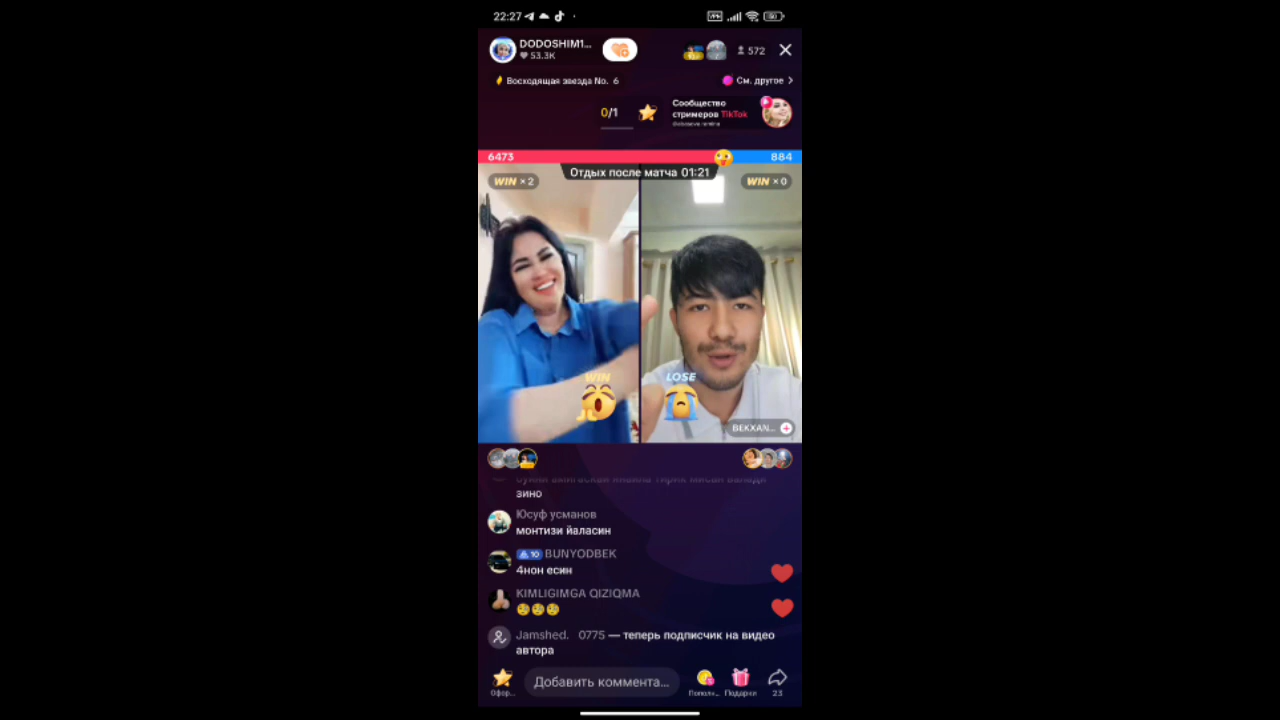 22:27
DODOSHIM1...
53.3K
572
Восходящая звезда No. 6
См. другое
0/1
Сообщество
стримеров TikTok
6473
884
Отдых после матча 01:21
WIN × 2
WIN × 0
WIN
LOSE
BEKXAN...
зино
Юсуф усманов
монтизи йаласин
10 BUNYODBEK
4нон есин
KIMLIGIMGA QIZIQMA
Jamshed. 0775 — теперь подписчик на видео
автора
Офор...
Добавить коммента...
Пополн...
Подарки
23